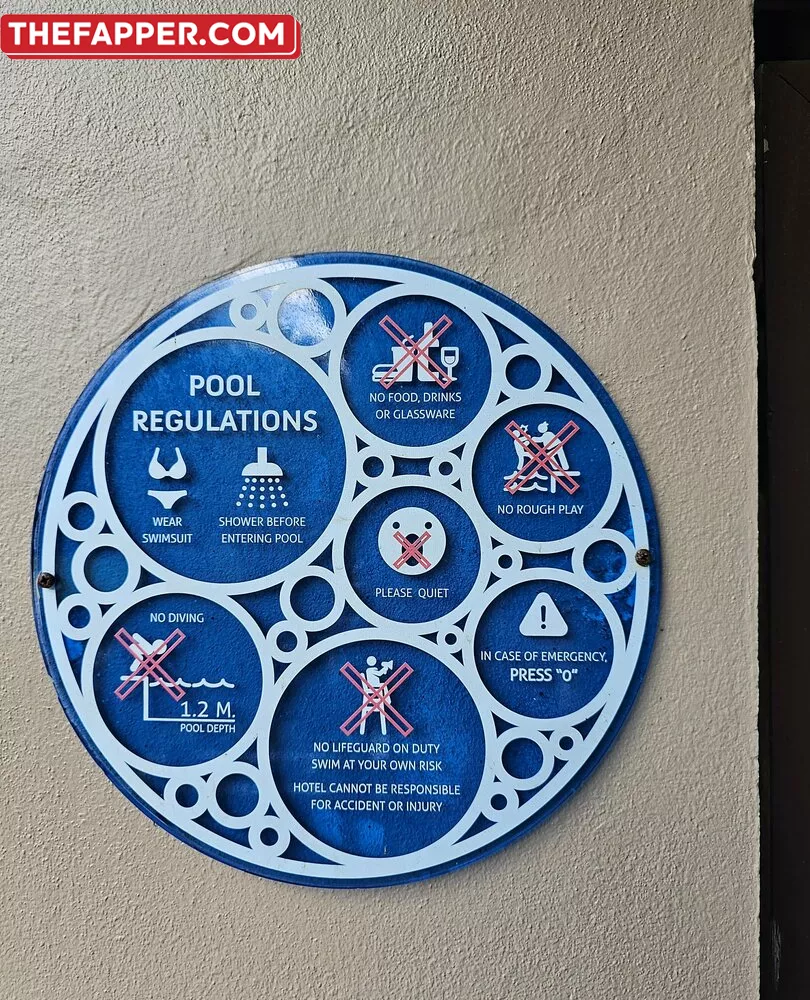 THEFAPPER.COM
POOL
REGULATIONS
WEAR
SWIMSUIT
SHOWER BEFORE
ENTERING POOL
NO FOOD, DRINKS
OR GLASSWARE
NO ROUGH PLAY
PLEASE QUIET
IN CASE OF EMERGENCY,
PRESS "0"
NO DIVING
1.2 M.
POOL DEPTH
NO LIFEGUARD ON DUTY
SWIM AT YOUR OWN RISK
HOTEL CANNOT BE RESPONSIBLE
FOR ACCIDENT OR INJURY